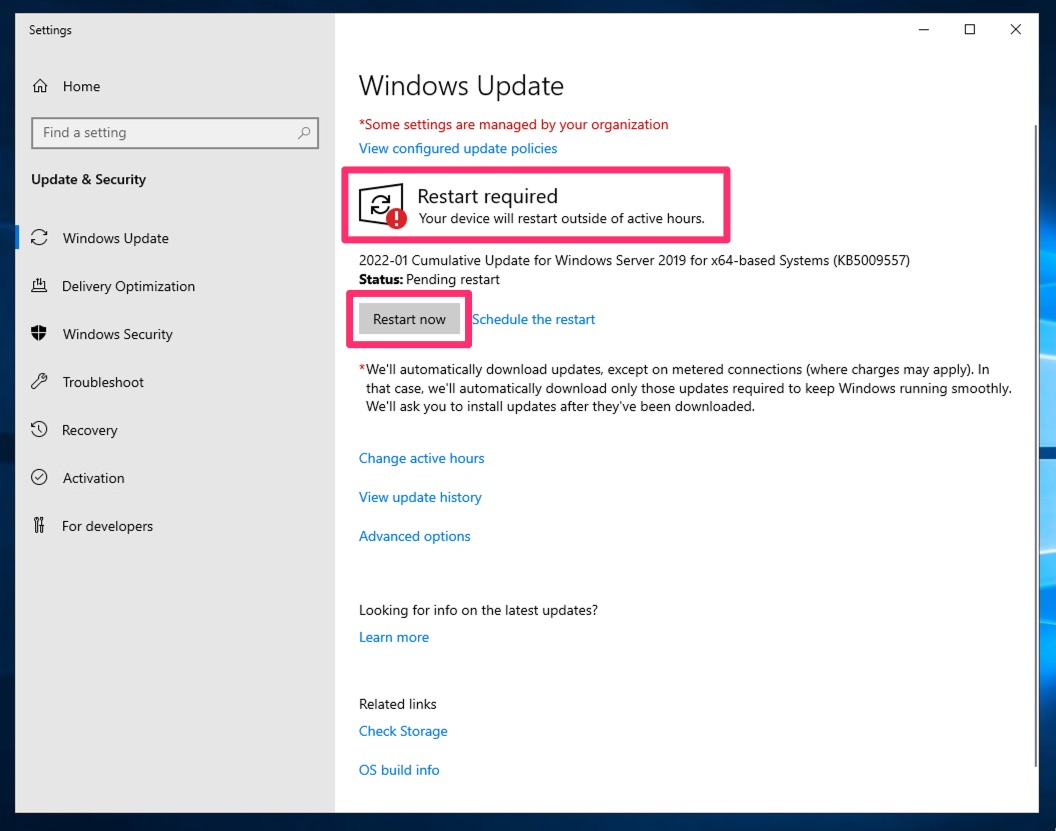 Settings
Home
Find a setting
Update & Security
Windows Update
Delivery Optimization
Windows Security
Troubleshoot
Recovery
Activation
For developers
Windows Update
*Some settings are managed by your organization
View configured update policies
Restart required
Your device will restart outside of active hours.
2022-01 Cumulative Update for Windows Server 2019 for x64-based Systems (KB5009557)
Status: Pending restart
Restart now Schedule the restart
*We'll automatically download updates, except on metered connections (where charges may apply). In
that case, we'll automatically download only those updates required to keep Windows running smoothly.
We'll ask you to install updates after they've been downloaded.
Change active hours
View update history
Advanced options
Looking for info on the latest updates?
Learn more
Related links
Check Storage
OS build info